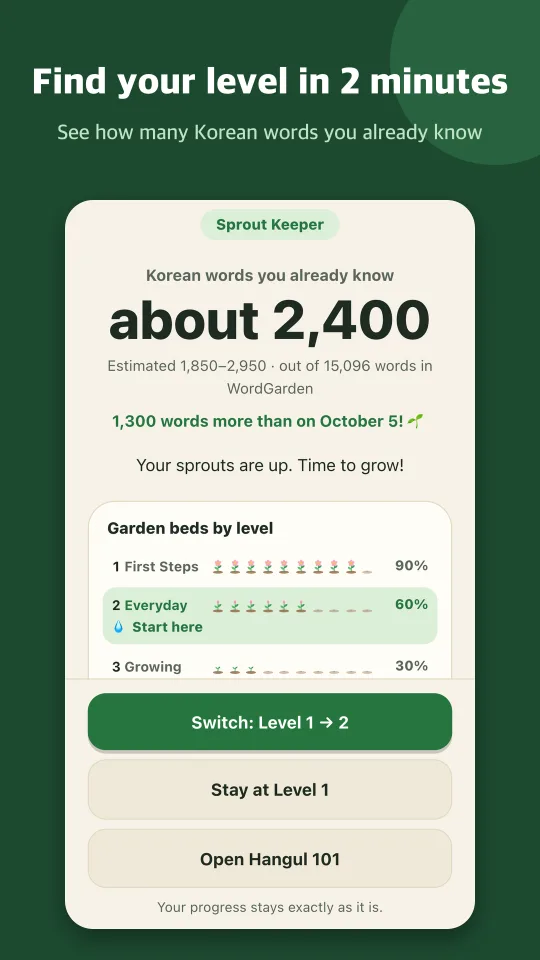 Find your level in 2 minutes
See how many Korean words you already know
Sprout Keeper
Korean words you already know
about 2,400
Estimated 1,850–2,950 · out of 15,096 words in
WordGarden
1,300 words more than on October 5! 🌱
Your sprouts are up. Time to grow!
Garden beds by level
1 First Steps 90%
2 Everyday 60%
💧 Start here
3 Growing 30%
Switch: Level 1 → 2
Stay at Level 1
Open Hangul 101
Your progress stays exactly as it is.